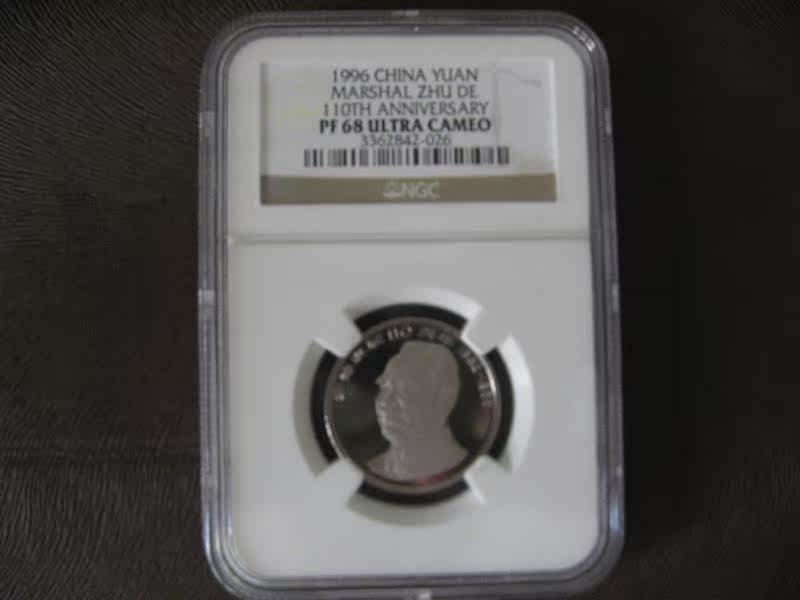 1996 CHINA YUAN
MARSHAL ZHU DE
110TH ANNIVERSARY
PF 68 ULTRA CAMEO
3362842-026
NGC